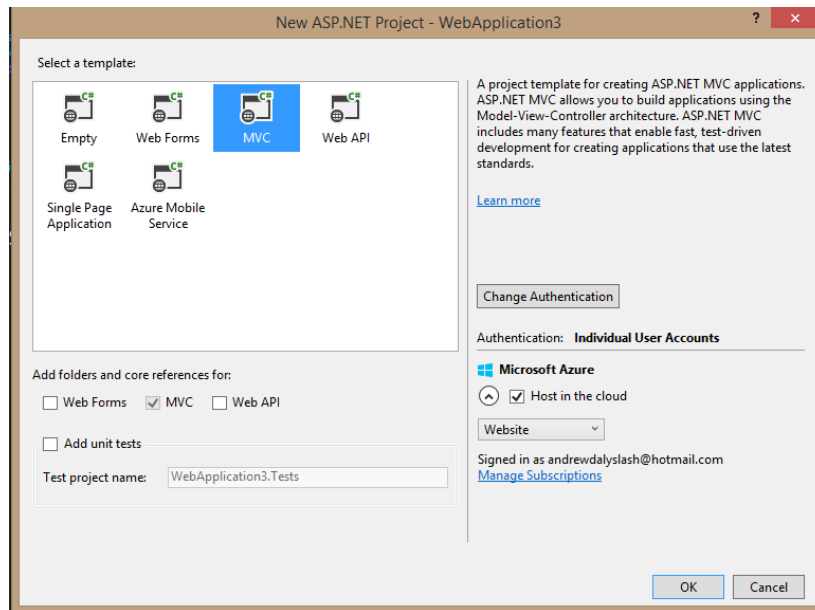 New ASP.NET Project - WebApplication3
?
Select a template:
C#
C#
C#
C#
Empty
Web Forms
MVC
Web API
C#
C#
Single Page
Application
Azure Mobile
Service
A project template for creating ASP.NET MVC applications.
ASP.NET MVC allows you to build applications using the
Model-View-Controller architecture. ASP.NET MVC
includes many features that enable fast, test-driven
development for creating applications that use the latest
standards.
Learn more
Change Authentication
Authentication: Individual User Accounts
Microsoft Azure
Host in the cloud
Website
Signed in as andrewdalyslash@hotmail.com
Manage Subscriptions
Add folders and core references for:
Web Forms
MVC
Web API
Add unit tests
Test project name:
WebApplication3.Tests
OK
Cancel